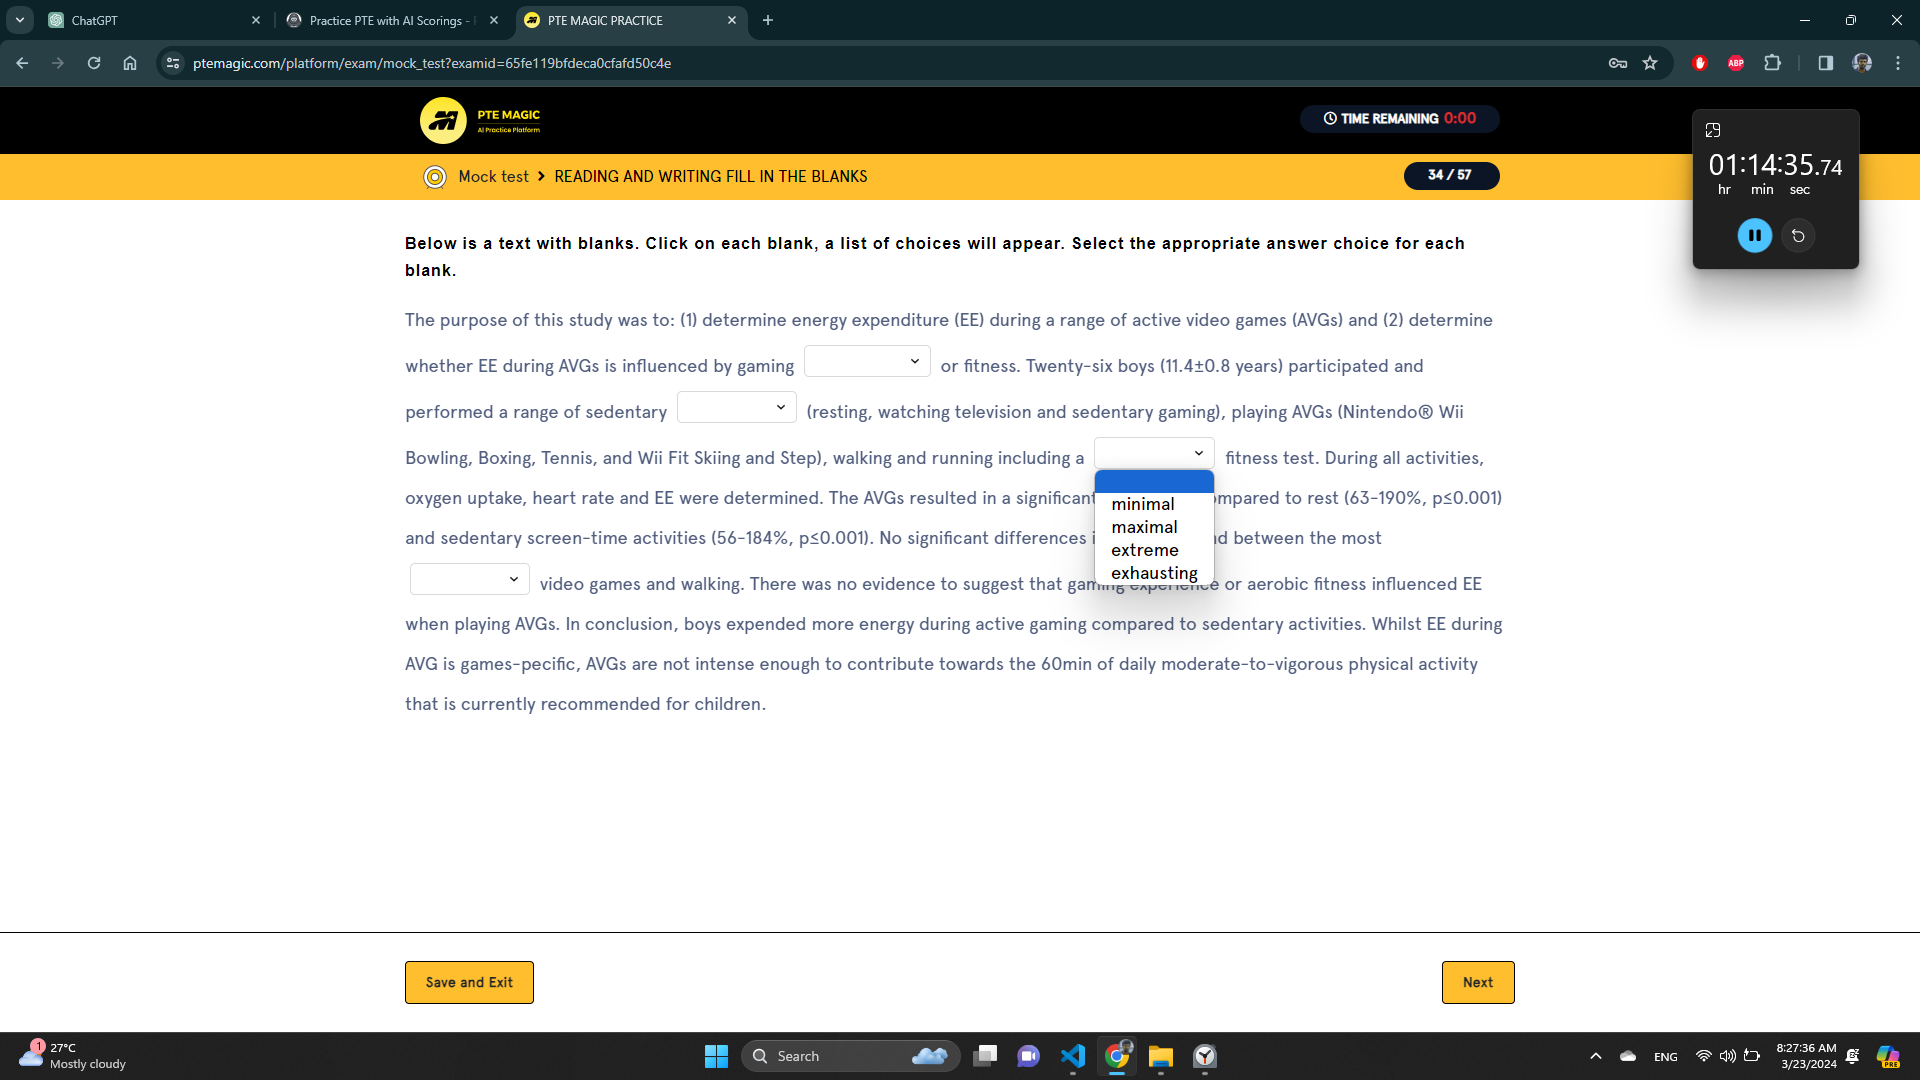 ChatGPT
Practice PTE with AI Scorings -
PTE MAGIC PRACTICE
ptemagic.com/platform/exam/mock_test?examid=65fe119bfdeca0cfafd50c4e
ABP
PTE MAGIC
AI Practice Platform
TIME REMAINING 0:00
01:14:35.74
hr min sec
Mock test > READING AND WRITING FILL IN THE BLANKS
34 / 57
Below is a text with blanks. Click on each blank, a list of choices will appear. Select the appropriate answer choice for each
blank.
The purpose of this study was to: (1) determine energy expenditure (EE) during a range of active video games (AVGs) and (2) determine
whether EE during AVGs is influenced by gaming or fitness. Twenty-six boys (11.4±0.8 years) participated and
performed a range of sedentary (resting, watching television and sedentary gaming), playing AVGs (Nintendo® Wii
Bowling, Boxing, Tennis, and Wii Fit Skiing and Step), walking and running including a fitness test. During all activities,
oxygen uptake, heart rate and EE were determined. The AVGs resulted in a significant mpared to rest (63-190%, p≤0.001)
and sedentary screen-time activities (56-184%, p≤0.001). No significant differences i d between the most
video games and walking. There was no evidence to suggest that gaming experience or aerobic fitness influenced EE
when playing AVGs. In conclusion, boys expended more energy during active gaming compared to sedentary activities. Whilst EE during
AVG is games-pecific, AVGs are not intense enough to contribute towards the 60min of daily moderate-to-vigorous physical activity
that is currently recommended for children.
minimal
maximal
extreme
exhausting
Save and Exit
Next
1
27°C
Mostly cloudy
Search
ENG
8:27:36 AM
3/23/2024
PRE